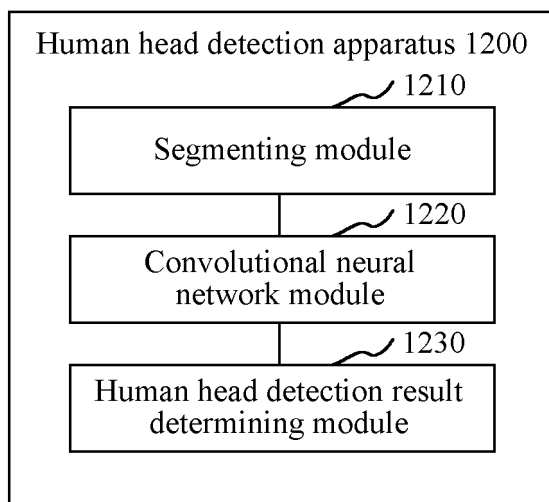 Human head detection apparatus 1200
1210
Segmenting module
1220
Convolutional neural
network module
1230
Human head detection result
determining module